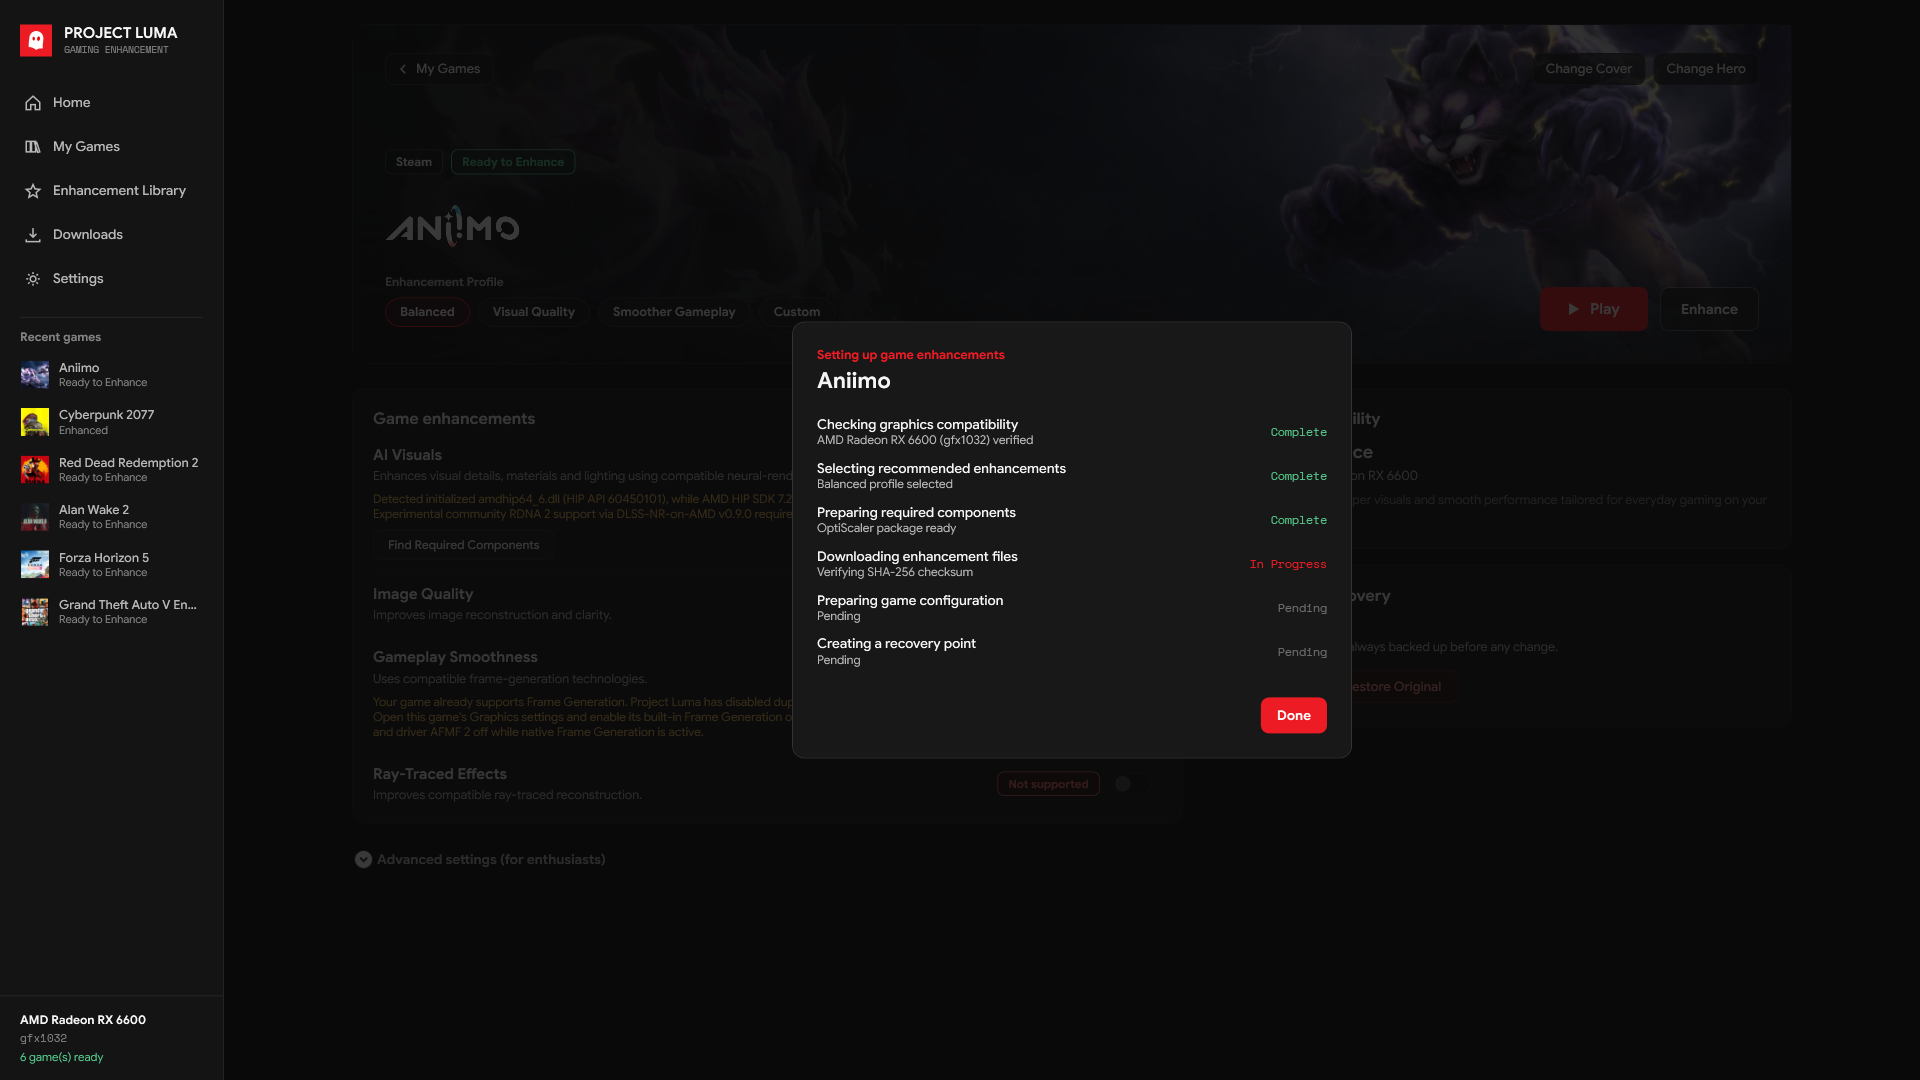 PROJECT LUMA
GAMING ENHANCEMENT
Home
My Games
Enhancement Library
Downloads
Settings
Recent games
Aniimo
Ready to Enhance
Cyberpunk 2077
Enhanced
Red Dead Redemption 2
Ready to Enhance
Alan Wake 2
Ready to Enhance
Forza Horizon 5
Ready to Enhance
Grand Theft Auto V En...
Ready to Enhance
AMD Radeon RX 6600
gfx1032
6 game(s) ready
My Games
Change Cover
Change Hero
Steam
Ready to Enhance
ANIIMO
Enhancement Profile
Balanced
Visual Quality
Smoother Gameplay
Custom
Play
Enhance
Game enhancements
AI Visuals
Enhances visual details, materials and lighting using compatible neural-rend
Detected initialized amdhip64_6.dll (HIP API 60450101), while AMD HIP SDK 7.2
Experimental community RDNA 2 support via DLSS-NR-on-AMD v0.9.0 require
Find Required Components
Image Quality
Improves image reconstruction and clarity.
Gameplay Smoothness
Uses compatible frame-generation technologies.
Your game already supports Frame Generation. Project Luma has disabled dup
Open this game's Graphics settings and enable its built-in Frame Generation o
and driver AFMF 2 off while native Frame Generation is active.
Ray-Traced Effects
Improves compatible ray-traced reconstruction.
Not supported
Advanced settings (for enthusiasts)
Setting up game enhancements
Aniimo
Checking graphics compatibility
AMD Radeon RX 6600 (gfx1032) verified
Complete
Selecting recommended enhancements
Balanced profile selected
Complete
Preparing required components
OptiScaler package ready
Complete
Downloading enhancement files
Verifying SHA-256 checksum
In Progress
Preparing game configuration
Pending
Pending
Creating a recovery point
Pending
Pending
Done
ility
ce
on RX 6600
per visuals and smooth performance tailored for everyday gaming on your
overy
always backed up before any change.
estore Original